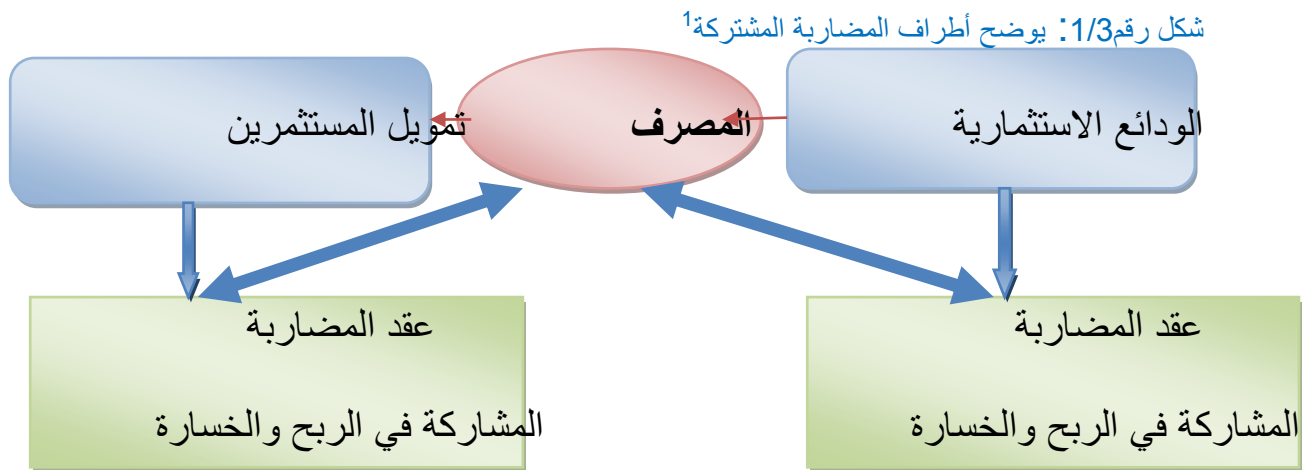 شكل رقم1/3: يوضح أطراف المضاربة المشتركة¹
الودائع الاستثمارية
المصرف
تمويل المستثمرين
عقد المضاربة
المشاركة في الربح والخسارة
عقد المضاربة
المشاركة في الربح والخسارة